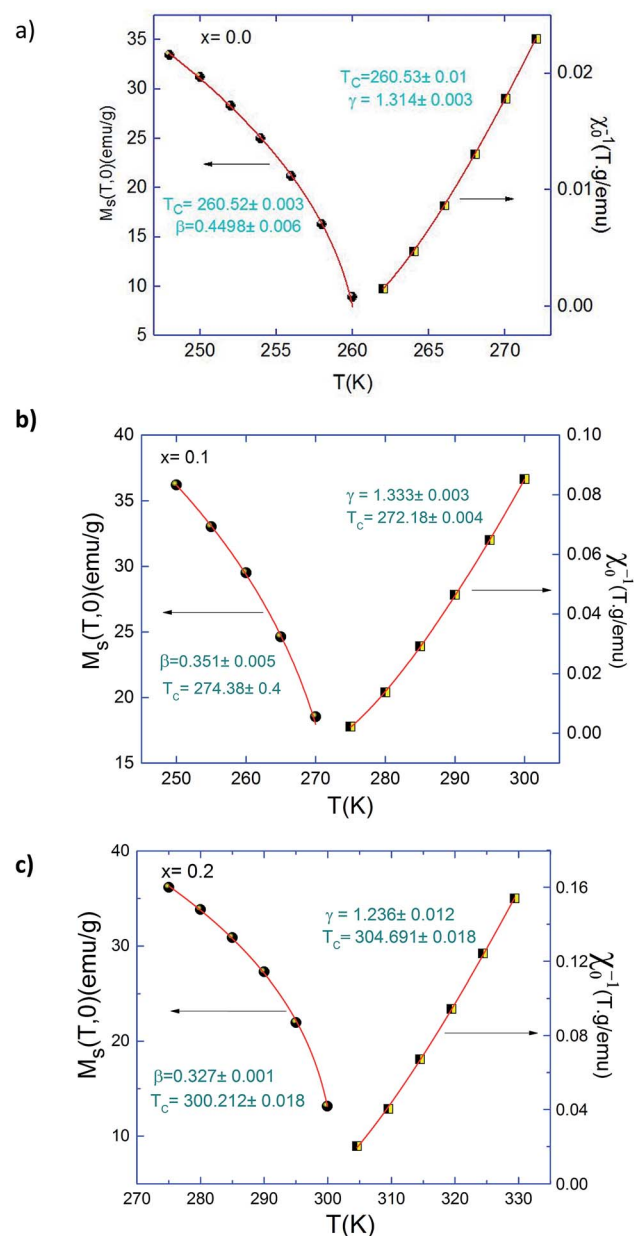 a)
x= 0.0
T_C=260.53± 0.01
γ = 1.314± 0.003
T_C= 260.52± 0.003
β=0.4498± 0.006
M_s(T,0)(emu/g)
35
30
25
20
15
10
5
χ_0^-1(T.g/emu)
0.02
0.01
0.00
250 255 260 265 270
T(K)
b)
x= 0.1
γ = 1.333± 0.003
T_C= 272.18± 0.004
β=0.351± 0.005
T_C= 274.38± 0.4
M_s(T,0)(emu/g)
40
35
30
25
20
15
χ_0^-1(T.g/emu)
0.10
0.08
0.06
0.04
0.02
0.00
250 260 270 280 290 300
T(K)
c)
x= 0.2
γ = 1.236± 0.012
T_C= 304.691± 0.018
β=0.327± 0.001
T_C= 300.212± 0.018
M_s(T,0)(emu/g)
40
30
20
10
χ_0^-1(T.g/emu)
0.16
0.12
0.08
0.04
0.00
270 280 290 300 310 320 330
T(K)